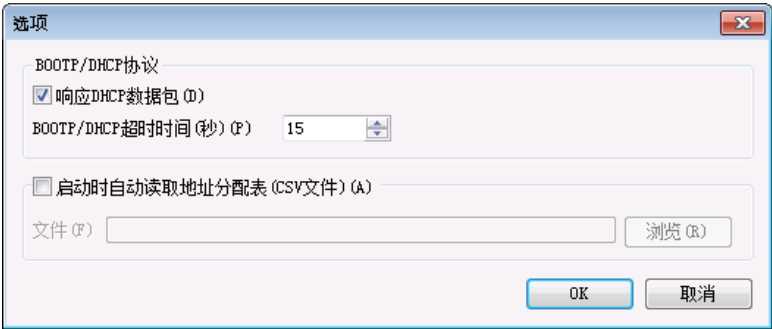 选项
BOOTP/DHCP协议
响应DHCP数据包(D)
BOOTP/DHCP超时时间(秒)(P) 15
启动时自动读取地址分配表(CSV文件)(A)
文件(F) 浏览(R)
OK 取消